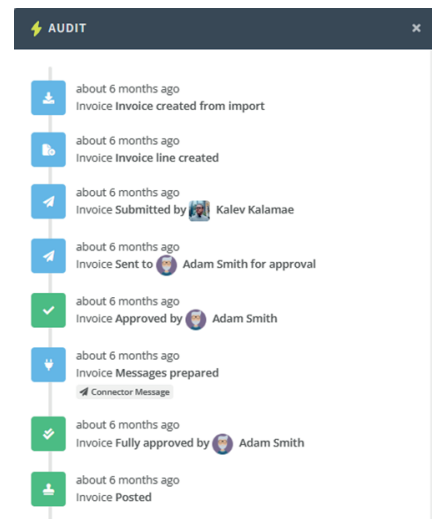 AUDIT
about 6 months ago
Invoice Invoice created from import
about 6 months ago
Invoice Invoice line created
about 6 months ago
Invoice Submitted by Kalev Kalamae
about 6 months ago
Invoice Sent to Adam Smith for approval
about 6 months ago
Invoice Approved by Adam Smith
about 6 months ago
Invoice Messages prepared
Connector Message
about 6 months ago
Invoice Fully approved by Adam Smith
about 6 months ago
Invoice Posted